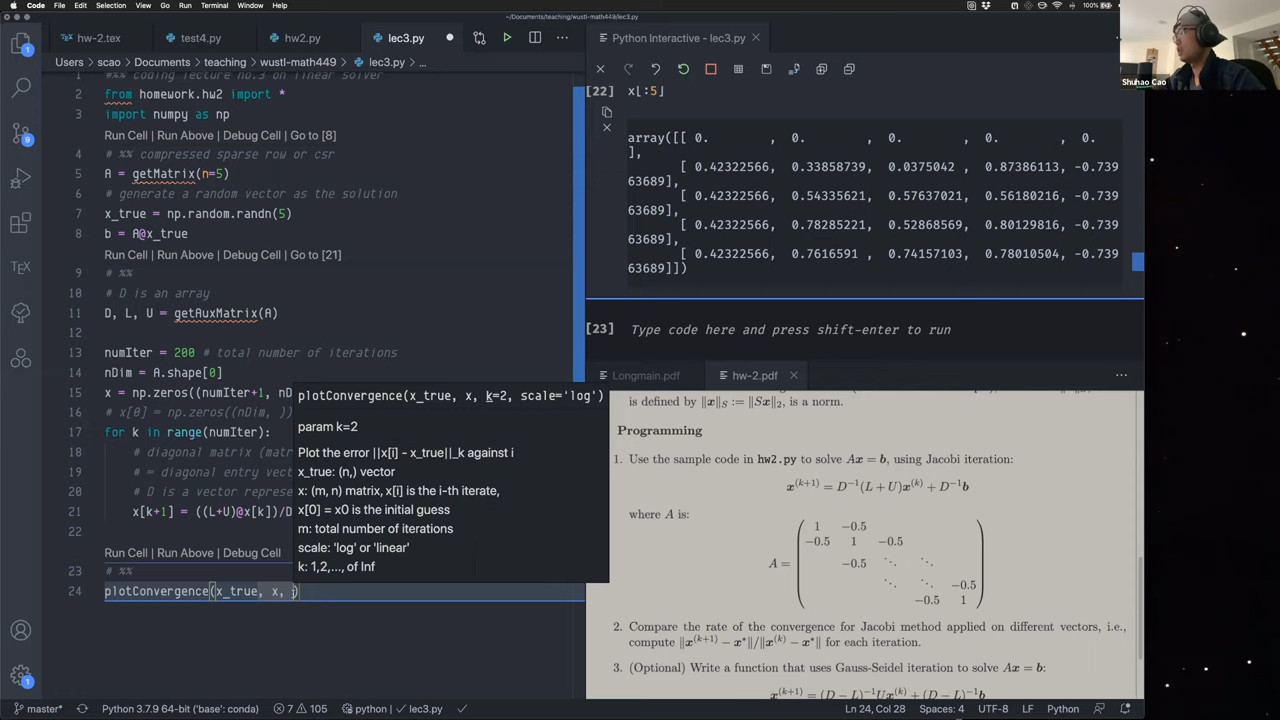 Code File Edit Selection View Go Run Terminal Window Help 100%
~/Documents/teaching/wustl-math449/lec3.py
hw-2.tex test4.py hw2.py lec3.py
Users > scao > Documents > teaching > wustl-math449 > lec3.py > ...
1 #%% coding lecture no.3 on linear solver
2 from homework.hw2 import *
3 import numpy as np
Run Cell | Run Above | Debug Cell | Go to [8]
4 # %% compressed sparse row or csr
5 A = getMatrix(n=5)
6 # generate a random vector as the solution
7 x_true = np.random.randn(5)
8 b = A@x_true
Run Cell | Run Above | Debug Cell | Go to [21]
9 # %%
10 # D is an array
11 D, L, U = getAuxMatrix(A)
12
13 numIter = 200 # total number of iterations
14 nDim = A.shape[0]
15 x = np.zeros((numIter+1, nD
16 # x[0] = np.zeros((nDim, ))
17 for k in range(numIter):
18 # diagonal matrix (matr
19 # = diagonal entry vect
20 # D is a vector represe
21 x[k+1] = ((L+U)@x[k])/D
22
Run Cell | Run Above | Debug Cell
23 # %%
24 plotConvergence(x_true, x, )
plotConvergence(x_true, x, k=2, scale='log')
param k=2
Plot the error ||x[i] - x_true||_k against i
x_true: (n,) vector
x: (m, n) matrix, x[i] is the i-th iterate,
x[0] = x0 is the initial guess
m: total number of iterations
scale: 'log' or 'linear'
k: 1,2,..., of Inf
Python Interactive - lec3.py
[22] x[:5]
array([[ 0. , 0. , 0. , 0. , 0.
],
[ 0.42322566, 0.33858739, 0.0375042 , 0.87386113, -0.739
63689],
[ 0.42322566, 0.54335621, 0.57637021, 0.56180216, -0.739
63689],
[ 0.42322566, 0.78285221, 0.52868569, 0.80129816, -0.739
63689],
[ 0.42322566, 0.7616591 , 0.74157103, 0.78010504, -0.739
63689]])
[23] Type code here and press shift-enter to run
Longmain.pdf hw-2.pdf
is defined by ‖x‖S := ‖Sx‖2, is a norm.
Programming
1. Use the sample code in hw2.py to solve Ax = b, using Jacobi iteration:
x(k+1) = D−1(L + U)x(k) + D−1b
where A is:
1 −0.5
−0.5 1 −0.5
A = −0.5 ⋱ ⋱
⋱ ⋱ −0.5
−0.5 1
2. Compare the rate of the convergence for Jacobi method applied on different vectors, i.e.,
compute ‖x(k+1) − x*‖/‖x(k) − x*‖ for each iteration.
3. (Optional) Write a function that uses Gauss-Seidel iteration to solve Ax = b:
x(k+1) = (D − L)−1Ux(k) + (D − L)−1b
Shuhao Cao
master* Python 3.7.9 64-bit ('base': conda) 7 105 python lec3.py Ln 24, Col 28 Spaces: 4 UTF-8 LF Python